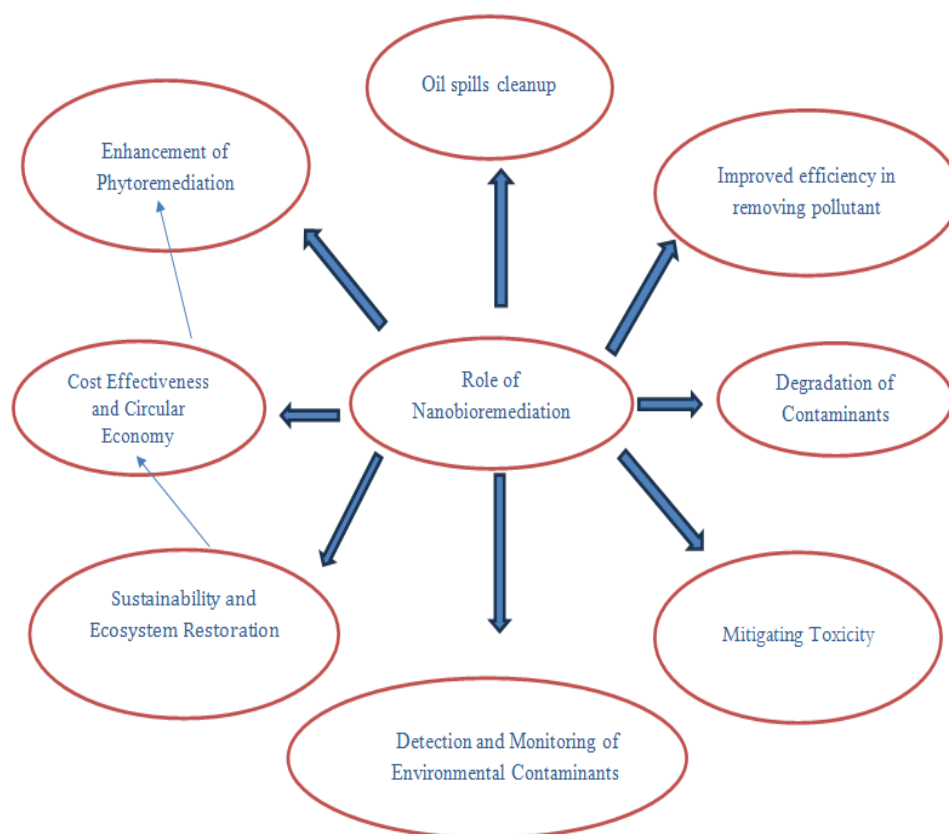 Oil spills cleanup
Enhancement of
Phytoremediation
Improved efficiency in
removing pollutant
Cost Effectiveness
and Circular
Economy
Role of
Nanobioremediation
Degradation of
Contaminants
Sustainability and
Ecosystem Restoration
Mitigating Toxicity
Detection and Monitoring of
Environmental Contaminants